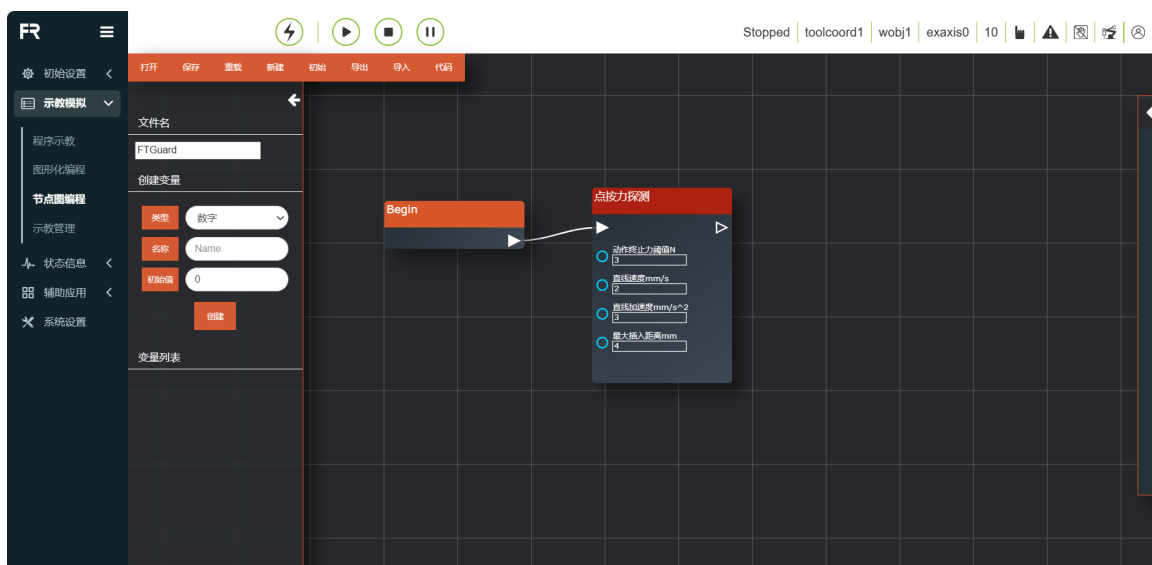 FR
Stopped toolcoord1 wobj1 exaxis0 10
初始设置
示教模拟
程序示教
图形化编程
节点图编程
示教管理
状态信息
辅助应用
系统设置
打开 保存 重载 新建 初始 导出 导入 代码
文件名
FTGuard
创建变量
类型 数字
名称 Name
初始值 0
创建
变量列表
Begin
点按力探测
动作终止力阈值N
3
直线速度mm/s
2
直线加速度mm/s^2
3
最大插入距离mm
4